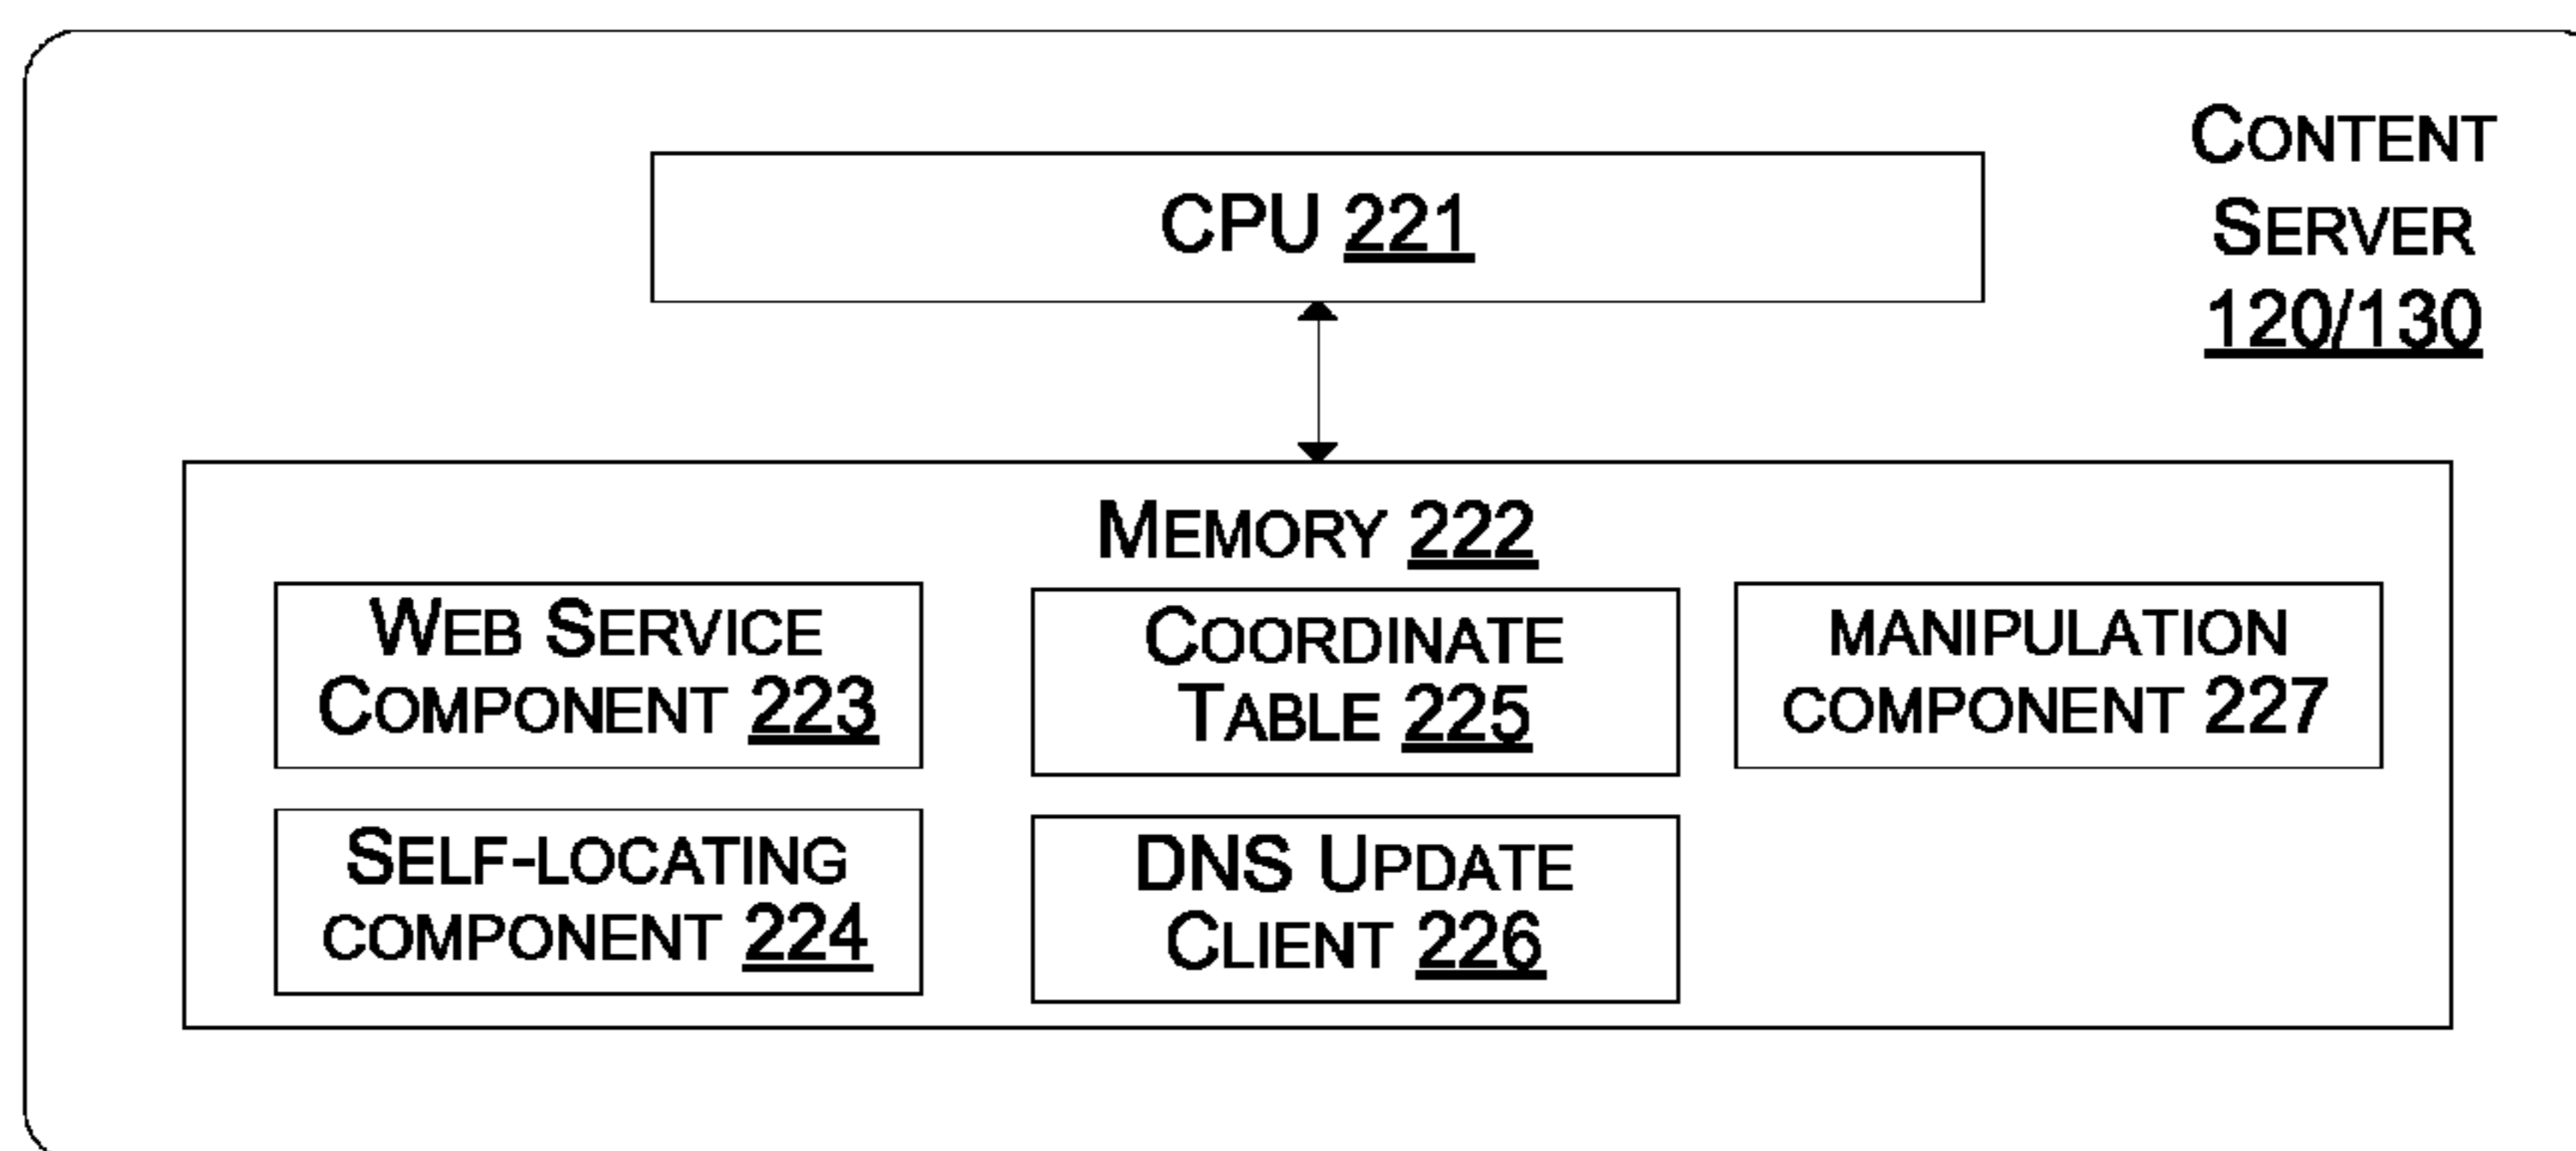 CONTENT
SERVER
120/130
CPU 221
MEMORY 222
WEB SERVICE
COMPONENT 223
COORDINATE
TABLE 225
MANIPULATION
COMPONENT 227
SELF-LOCATING
COMPONENT 224
DNS UPDATE
CLIENT 226